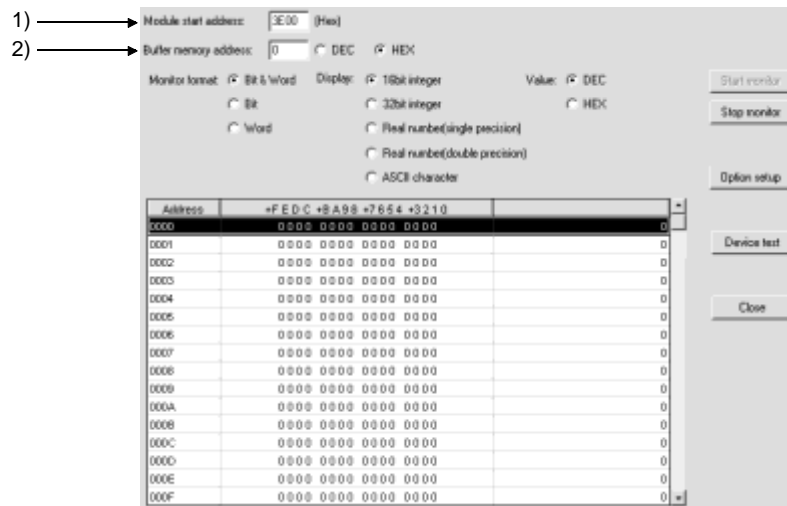 1) Module start address: 3E00 (Hex)
2) Buffer memory address: 0 DEC HEX
Monitor format: Bit & Word Display: 16bit integer Value: DEC Start monitor
Bit 32bit integer HEX Stop monitor
Word Real number(single precision)
Real number(double precision)
ASCII character Option setup
Address +F E D C +B A 9 8 +7 6 5 4 +3 2 1 0
0000 0 0 0 0 0 0 0 0 0 0 0 0 0 0 0 0 0
0001 0 0 0 0 0 0 0 0 0 0 0 0 0 0 0 0 0 Device test
0002 0 0 0 0 0 0 0 0 0 0 0 0 0 0 0 0 0
0003 0 0 0 0 0 0 0 0 0 0 0 0 0 0 0 0 0
0004 0 0 0 0 0 0 0 0 0 0 0 0 0 0 0 0 0 Close
0005 0 0 0 0 0 0 0 0 0 0 0 0 0 0 0 0 0
0006 0 0 0 0 0 0 0 0 0 0 0 0 0 0 0 0 0
0007 0 0 0 0 0 0 0 0 0 0 0 0 0 0 0 0 0
0008 0 0 0 0 0 0 0 0 0 0 0 0 0 0 0 0 0
0009 0 0 0 0 0 0 0 0 0 0 0 0 0 0 0 0 0
000A 0 0 0 0 0 0 0 0 0 0 0 0 0 0 0 0 0
000B 0 0 0 0 0 0 0 0 0 0 0 0 0 0 0 0 0
000C 0 0 0 0 0 0 0 0 0 0 0 0 0 0 0 0 0
000D 0 0 0 0 0 0 0 0 0 0 0 0 0 0 0 0 0
000E 0 0 0 0 0 0 0 0 0 0 0 0 0 0 0 0 0
000F 0 0 0 0 0 0 0 0 0 0 0 0 0 0 0 0 0